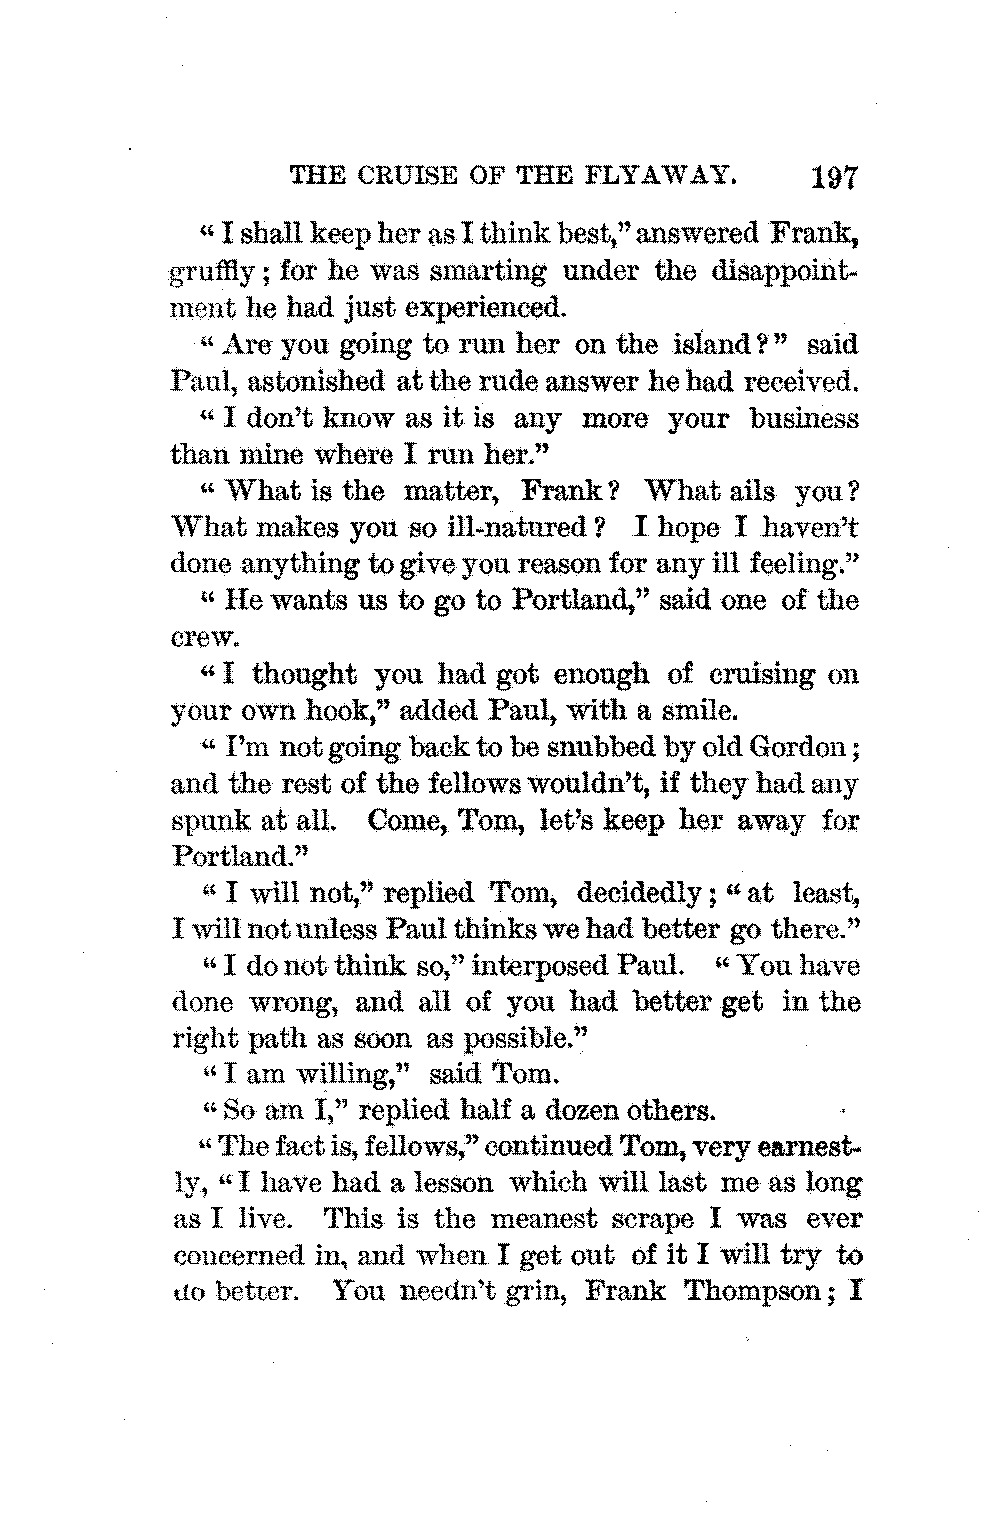 THE CRUISE OF THE FLYAWAY. 197
“ I shall keep her as I think best,” answered Frank,
gruffly ; for he was smarting under the disappoint-
ment he had just experienced.
“ Are you going to run her on the island ? ” said
Paul, astonished at the rude answer he had received.
“ I don’t know as it is any more your business
than mine where I run her.”
“ What is the matter, Frank ? What ails you ?
What makes you so ill-natured ? I hope I haven’t
done anything to give you reason for any ill feeling.”
“ He wants us to go to Portland,” said one of the
crew.
“ I thought you had got enough of cruising on
your own hook,” added Paul, with a smile.
“ I’m not going back to be snubbed by old Gordon ;
and the rest of the fellows wouldn’t, if they had any
spunk at all. Come, Tom, let’s keep her away for
Portland.”
“ I will not,” replied Tom, decidedly ; “ at least,
I will not unless Paul thinks we had better go there.”
“ I do not think so,” interposed Paul. “ You have
done wrong, and all of you had better get in the
right path as soon as possible.”
“ I am willing,” said Tom.
“ So am I,” replied half a dozen others.
“ The fact is, fellows,” continued Tom, very earnest-
ly, “ I have had a lesson which will last me as long
as I live. This is the meanest scrape I was ever
concerned in, and when I get out of it I will try to
do better. You needn’t grin, Frank Thompson ; I